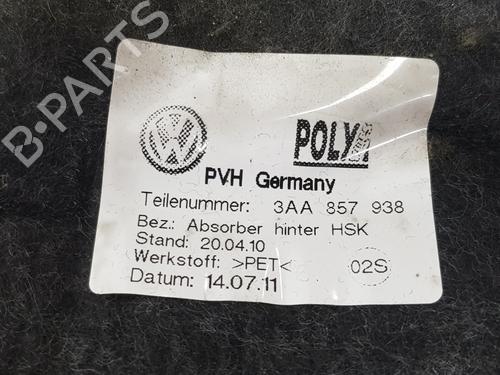 B-PARTS
POLY
PVH Germany
Teilenummer: 3AA 857 938
Bez.: Absorber hinter HSK
Stand: 20.04.10
Werkstoff: >PET< 02S
Datum: 14.07.11